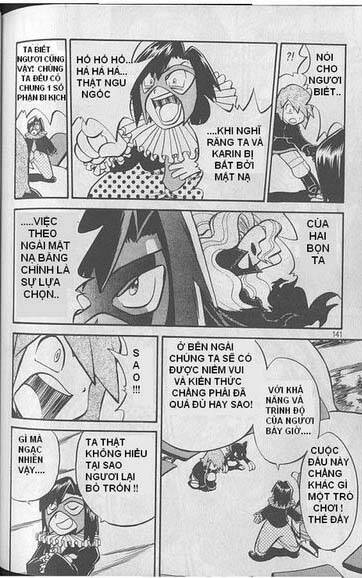 NÓI
CHO
NGƯƠI
BIẾT..
?!
HỐ HỐ HỐ..
HÁ HÁ HÁ...
THẬT NGU
NGỐC
....KHI NGHĨ
RẰNG TA VÀ
KARIN BỊ
BẮT BỞI
MẶT NẠ
TA BIẾT
NGƯƠI CŨNG
VẬY! CHÚNG
TA ĐỀU CÓ
CHUNG 1 SỐ
PHẬN BI KỊCH
CỦA
HAI
BỌN
TA
.....VIỆC
THEO
NGÀI MẶT
NẠ BẰNG
CHÍNH LÀ
SỰ LỰA
CHỌN..
141
VỚI KHẢ
NĂNG VÀ
TRÌNH ĐỘ
CỦA NGƯƠI
BÂY GIỜ....
CUỘC
ĐẤU NÀY
CHẲNG
KHÁC GÌ
MỘT TRÒ
CHƠI !
THẾ ĐẤY
Ở BÊN NGÀI
CHÚNG TA SẼ CÓ
ĐƯỢC NIỀM VUI
VÀ KIẾN THỨC
CHẲNG PHẢI ĐÃ
QUÁ ĐỦ HAY SAO!
S
A
O
!!!
TA THẬT
KHÔNG HIỂU
TẠI SAO
NGƯƠI LẠI
BỎ TRỐN !!
GÌ MÀ
NGẠC
NHIÊN
VẬY....